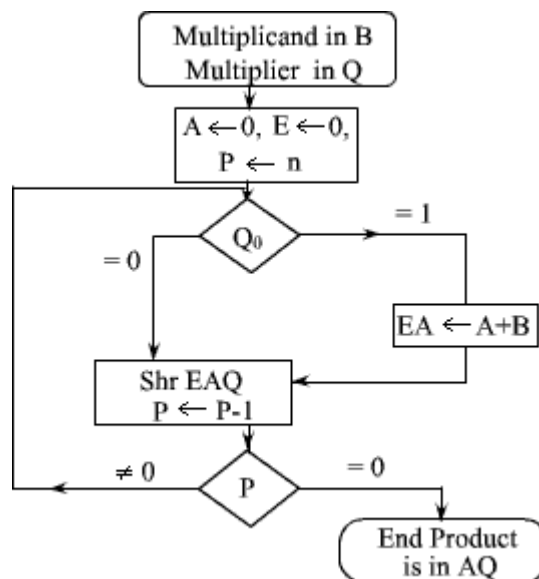 Multiplicand in B
Multiplier in Q
A ←0, E ←0,
P ← n
Q₀
= 1
= 0
EA ← A+B
Shr EAQ
P ← P-1
≠ 0
P
= 0
End Product
is in AQ